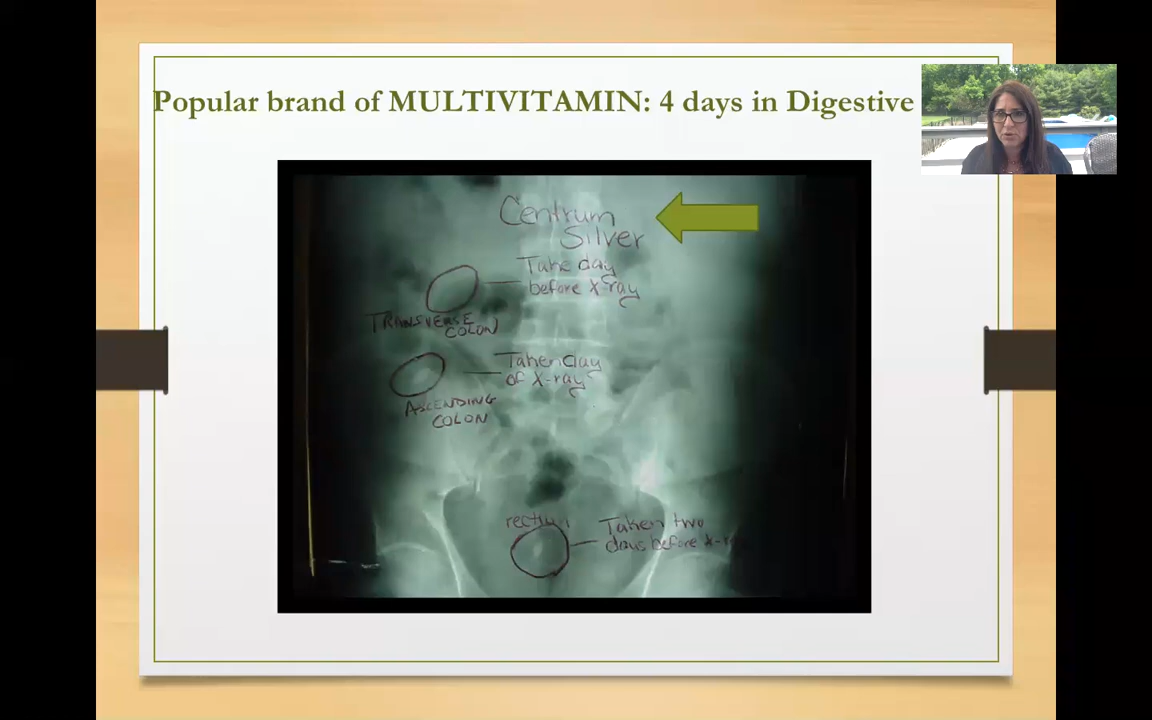 Popular brand of MULTIVITAMIN: 4 days in Digestive
Centrum
Silver
Take day
before X-ray
TRANSVERSE
COLON
Taken day
of X-ray
ASCENDING
COLON
rectum
Taken two
days before X-r